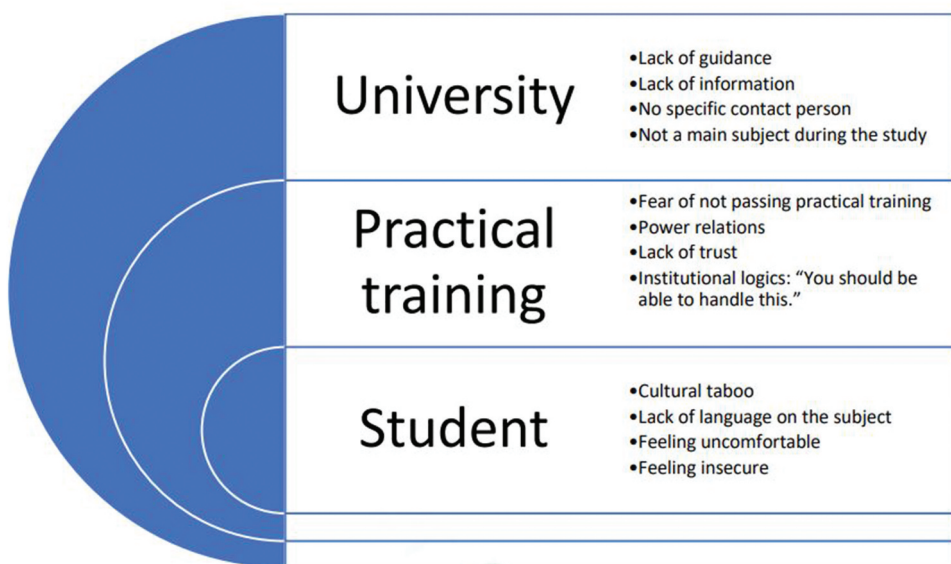 University
•Lack of guidance
•Lack of information
•No specific contact person
•Not a main subject during the study
Practical
training
•Fear of not passing practical training
•Power relations
•Lack of trust
•Institutional logics: “You should be
able to handle this.”
Student
•Cultural taboo
•Lack of language on the subject
•Feeling uncomfortable
•Feeling insecure